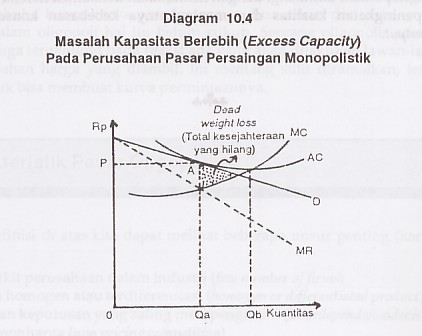 Diagram 10.4
Masalah Kapasitas Berlebih (Excess Capacity)
Pada Perusahaan Pasar Persaingan Monopolistik
Dead
weight loss
(Total kesejahteraan
yang hilang)
Rp
MC
AC
P
A
D
MR
0
Qa
Qb
Kuantitas